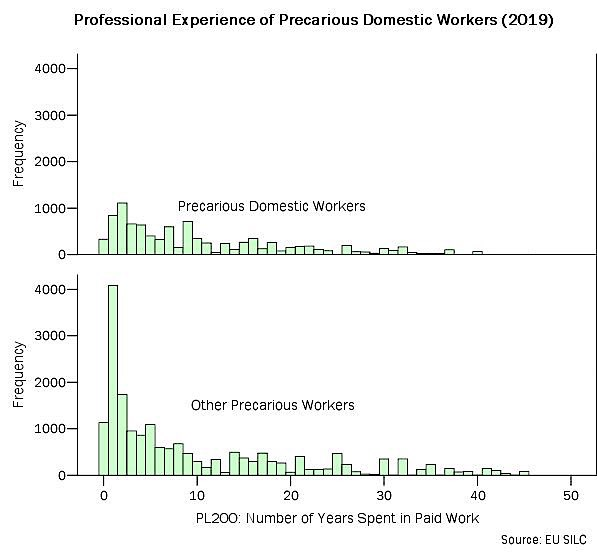 Professional Experience of Precarious Domestic Workers (2019)
4000
3000
2000
1000
0
Frequency
Precarious Domestic Workers
4000
3000
2000
1000
0
Frequency
Other Precarious Workers
0 10 20 30 40 50
PL200: Number of Years Spent in Paid Work
Source: EU SILC